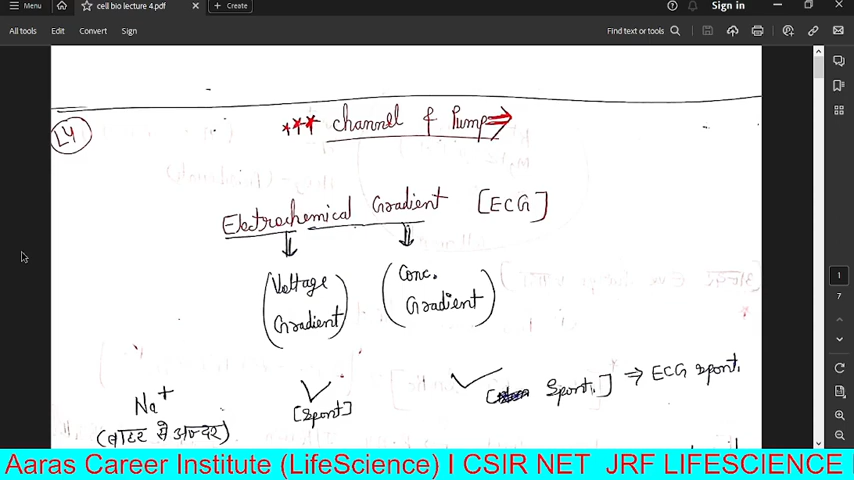 Menu
cell bio lecture 4.pdf
Create
Sign in
All tools Edit Convert Sign
Find text or tools
L4
*** Channel & Pump
Electrochemical Gradient [ECG]
(Voltage Gradient)
(Conc. Gradient)
Na+
(बाहर से अन्दर)
[Spont]
[Spont.] ⇒ ECG spont.
1
7
Aaras Career Institute (LifeScience) I CSIR NET JRF LIFESCIENCE I